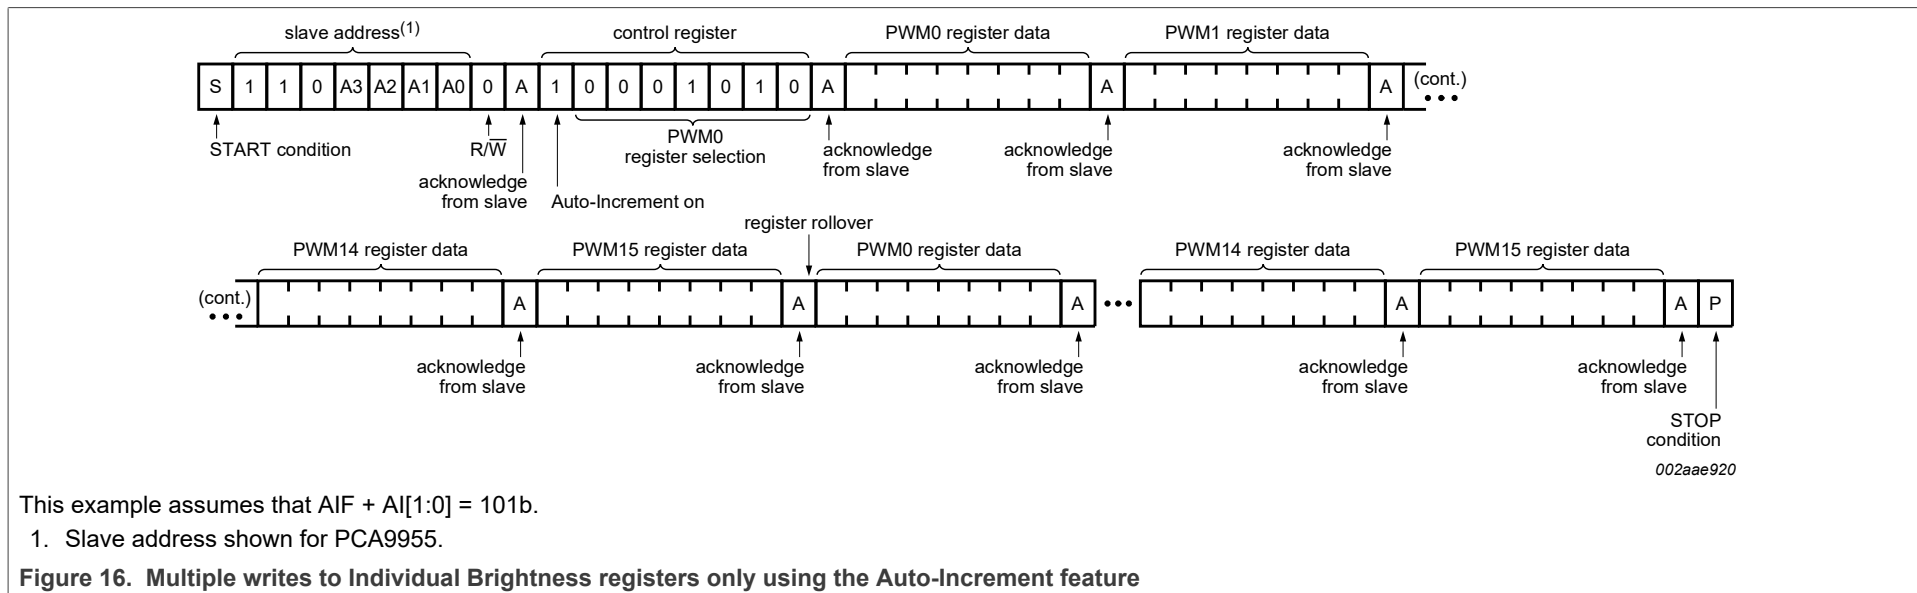 slave address(1) control register PWM0 register data PWM1 register data
S 1 1 0 A3 A2 A1 A0 0 A 1 0 0 0 1 0 1 0 A A A (cont.)
START condition R/W̅ PWM0 acknowledge acknowledge acknowledge
register selection from slave from slave from slave
acknowledge
from slave Auto-Increment on
register rollover
PWM14 register data PWM15 register data PWM0 register data PWM14 register data PWM15 register data
(cont.) A A A A A P
acknowledge acknowledge acknowledge acknowledge acknowledge
from slave from slave from slave from slave from slave
STOP
condition
002aae920
This example assumes that AIF + AI[1:0] = 101b.
1. Slave address shown for PCA9955.
Figure 16. Multiple writes to Individual Brightness registers only using the Auto-Increment feature